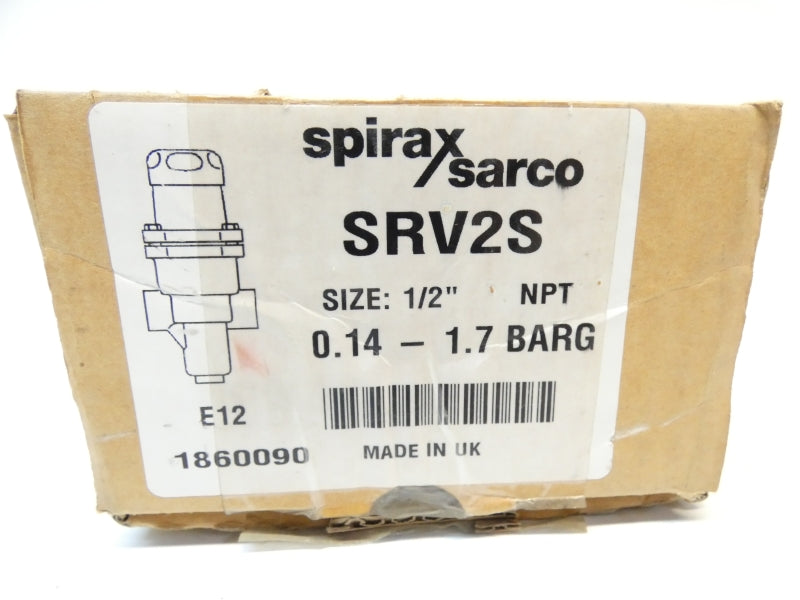 spirax
sarco
SRV2S
SIZE: 1/2" NPT
0.14 – 1.7 BARG
E12
1860090
MADE IN UK